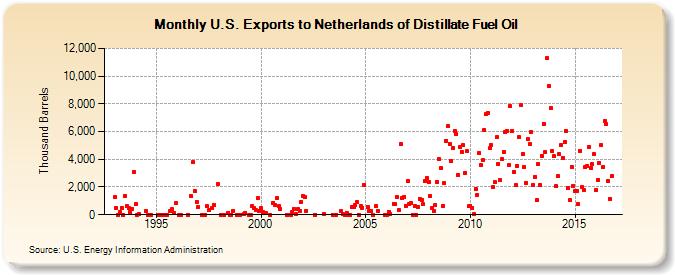 Monthly U.S. Exports to Netherlands of Distillate Fuel Oil
Thousand Barrels
12,000
10,000
8,000
6,000
4,000
2,000
0
1995 2000 2005 2010 2015
Source: U.S. Energy Information Administration